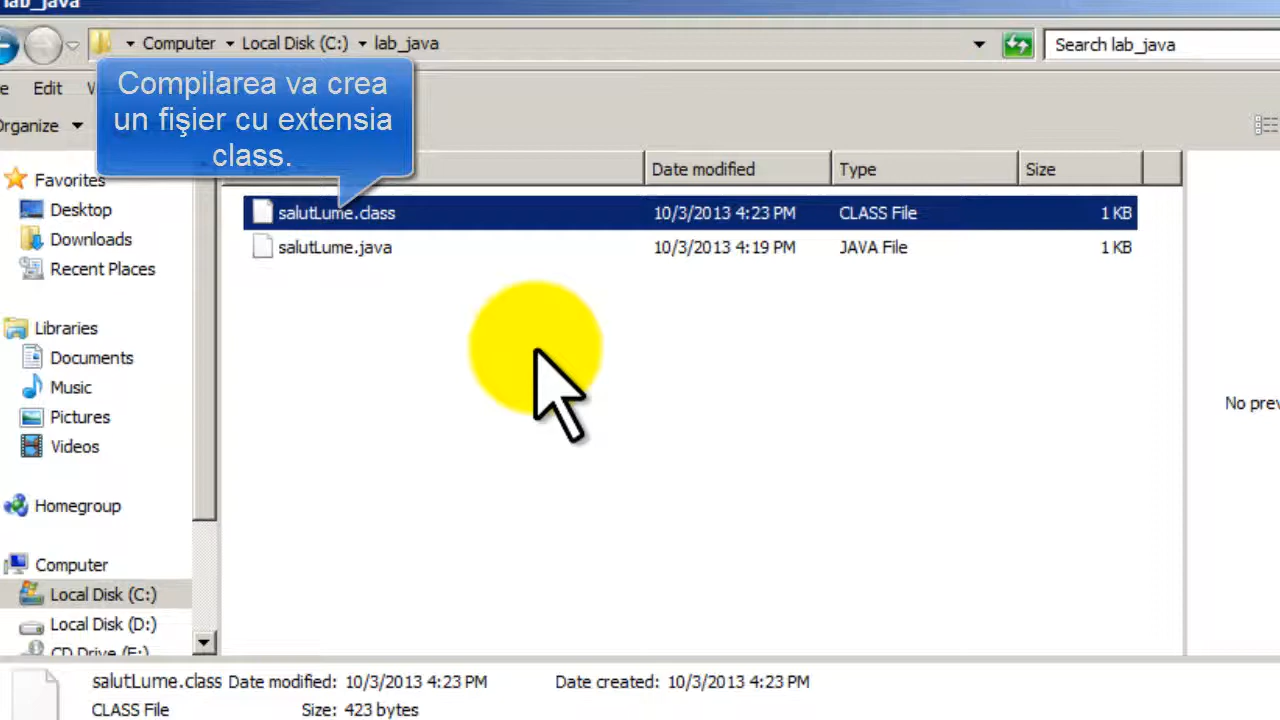 lab_java
Computer Local Disk (C:) lab_java
Search lab_java
Edit
Compilarea va crea
un fişier cu extensia
class.
Organize
Date modified Type Size
Favorites
Desktop
Downloads
Recent Places
Libraries
Documents
Music
Pictures
Videos
Homegroup
Computer
Local Disk (C:)
Local Disk (D:)
CD Drive (F:)
salutLume.class 10/3/2013 4:23 PM CLASS File 1 KB
salutLume.java 10/3/2013 4:19 PM JAVA File 1 KB
No prev
salutLume.class Date modified: 10/3/2013 4:23 PM Date created: 10/3/2013 4:23 PM
CLASS File Size: 423 bytes